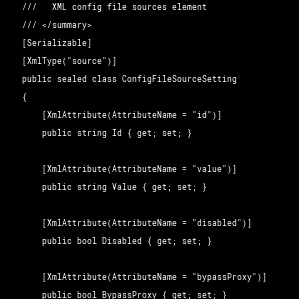 ///   XML config file sources element
/// </summary>
[Serializable]
[XmlType("source")]
public sealed class ConfigFileSourceSetting
{
[XmlAttribute(AttributeName = "id")]
public string Id { get; set; }
[XmlAttribute(AttributeName = "value")]
public string Value { get; set; }
[XmlAttribute(AttributeName = "disabled")]
public bool Disabled { get; set; }
[XmlAttribute(AttributeName = "bypassProxy")]
public bool BypassProxy { get; set; }